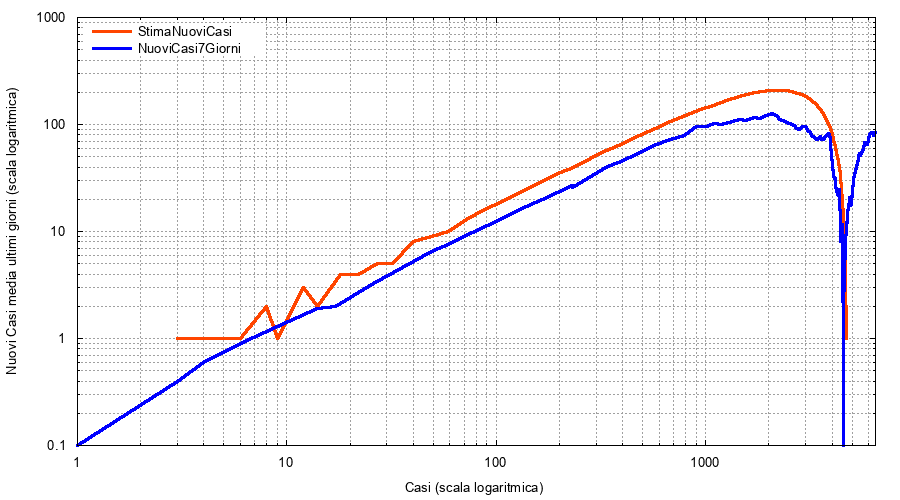 1000
100
10
1
0.1
Nuovi Casi media ultimi giorni (scala logaritmica)
StimaNuoviCasi
NuoviCasi7Giorni
1 10 100 1000
Casi (scala logaritmica)